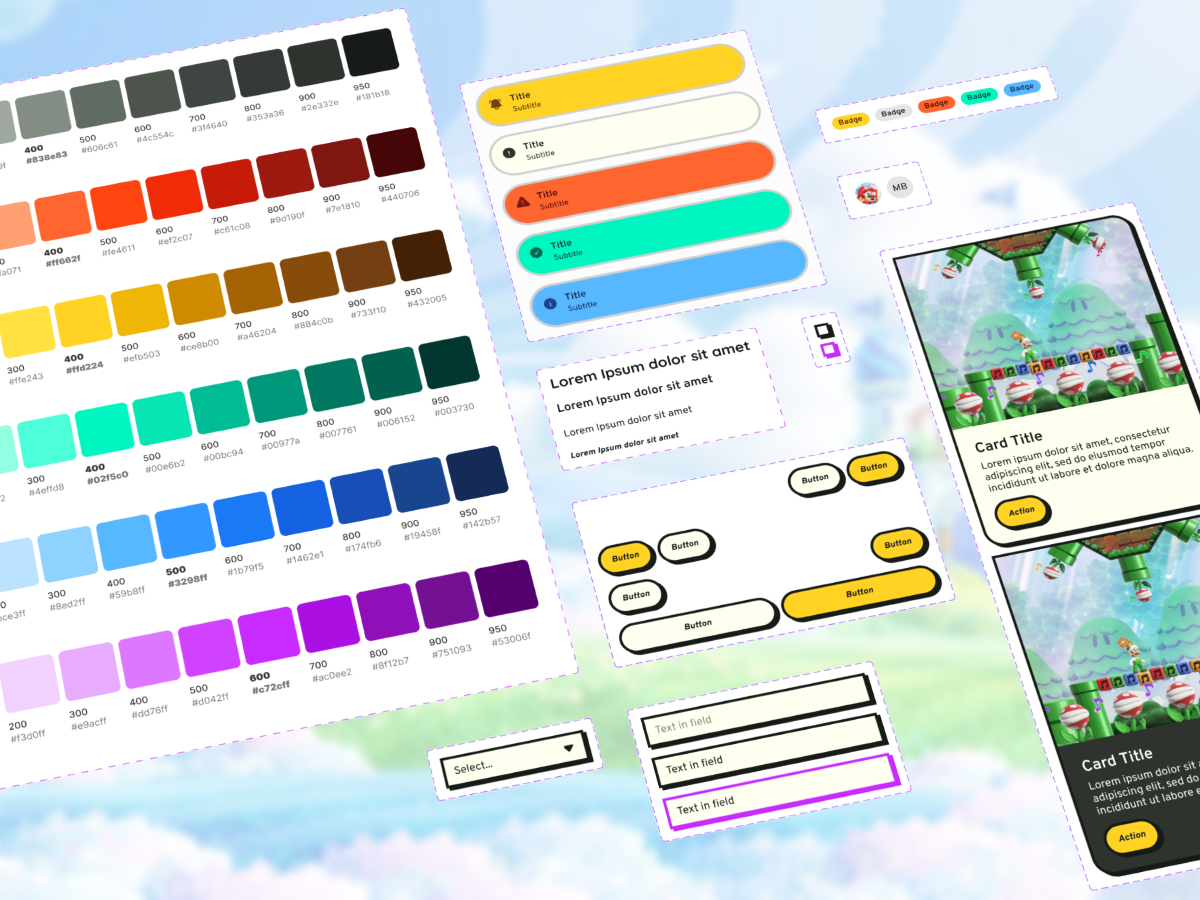 400
500
600
700
800
900
950
#838e83
#606c61
#4c554c
#3f4640
#353a36
#2e332e
#181b18
400
500
600
700
800
900
950
#ff662f
#fe4611
#ef2c07
#c61c08
#9d190f
#7e1810
#440706
300
400
500
600
700
800
900
950
#ffe243
#ffd224
#efb503
#ce8b00
#a46204
#884c0b
#733f10
#432005
300
400
500
600
700
800
900
950
#4effd8
#02f5c0
#00e6b2
#00bc94
#00977a
#007761
#006152
#003730
300
400
500
600
700
800
900
950
#8ed2ff
#59b8ff
#3298ff
#1b79f5
#1462e1
#174fb6
#19458f
#142b57
200
300
400
500
600
700
800
900
950
#f3d0ff
#e9acff
#dd76ff
#d042ff
#c72cff
#ac0ee2
#8f12b7
#751093
#53006f
Title
Subtitle
Title
Subtitle
Title
Subtitle
Title
Subtitle
Title
Subtitle
Badge
Badge
Badge
Badge
Badge
MB
Lorem Ipsum dolor sit amet
Lorem Ipsum dolor sit amet
Lorem Ipsum dolor sit amet
Lorem Ipsum dolor sit amet
Button
Button
Button
Button
Button
Button
Button
Button
Select...
Text in field
Text in field
Text in field
Card Title
Lorem ipsum dolor sit amet, consectetur
adipiscing elit, sed do eiusmod tempor
incididunt ut labore et dolore magna aliqua.
Action
Card Title
Lorem ipsum dolor sit
adipiscing elit, sed do
incididunt ut labore et
Action